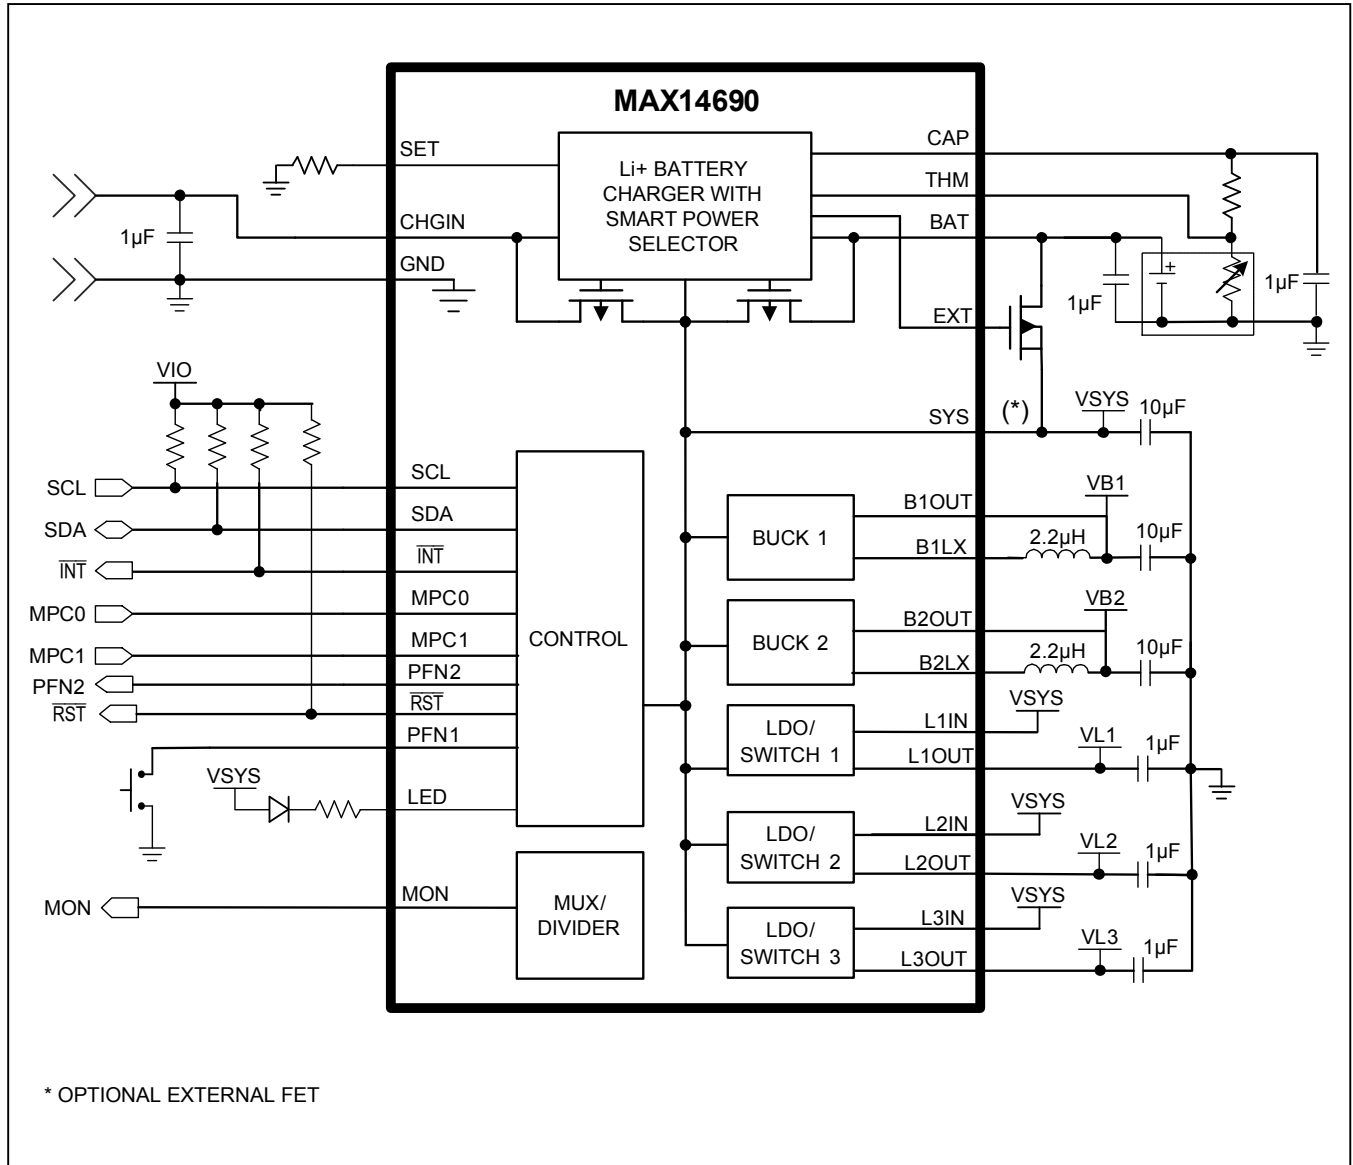 MAX14690
SET
CHGIN
GND
1µF
Li+ BATTERY
CHARGER WITH
SMART POWER
SELECTOR
CAP
THM
BAT
EXT
1µF
+
1µF
VIO
SCL
SDA
INT
MPC0
MPC1
PFN2
RST
SCL
SDA
INT
MPC0
MPC1
PFN2
RST
PFN1
LED
VSYS
CONTROL
MON
MON
MUX/
DIVIDER
SYS
(*)
VSYS
10µF
BUCK 1
B1OUT
B1LX
VB1
2.2µH
10µF
BUCK 2
B2OUT
B2LX
VB2
2.2µH
10µF
LDO/
SWITCH 1
L1IN
L1OUT
VSYS
VL1
1µF
LDO/
SWITCH 2
L2IN
L2OUT
VSYS
VL2
1µF
LDO/
SWITCH 3
L3IN
L3OUT
VSYS
VL3
1µF
* OPTIONAL EXTERNAL FET